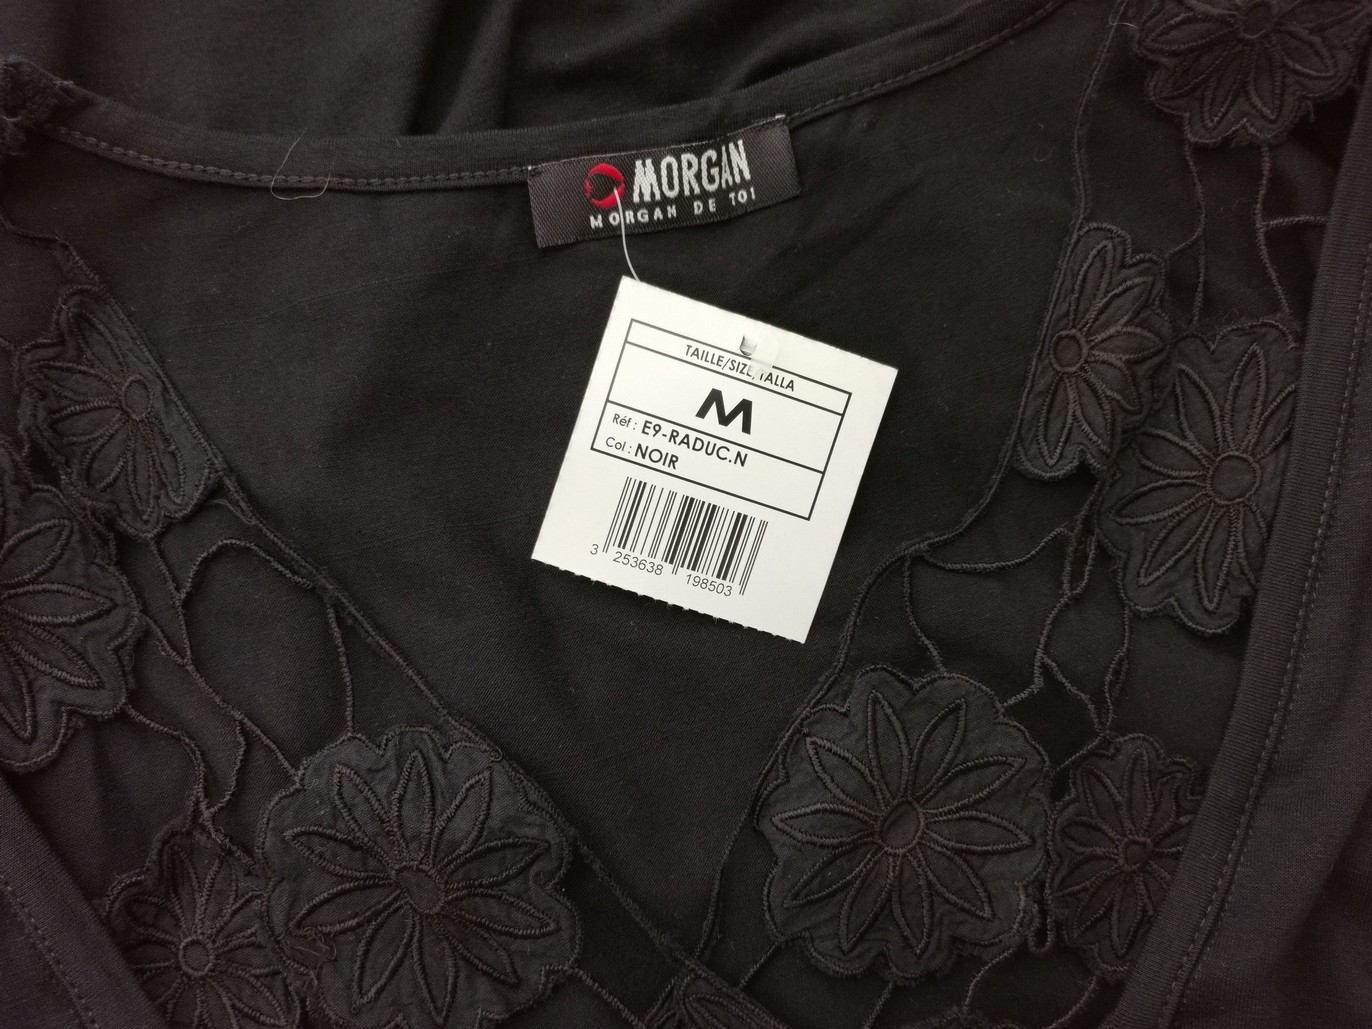 MORGAN
MORGAN DE TOI
TAILLE/SIZE/TALLA
M
Réf : E9-RADUC.N
Col : NOIR
3 253638 198503